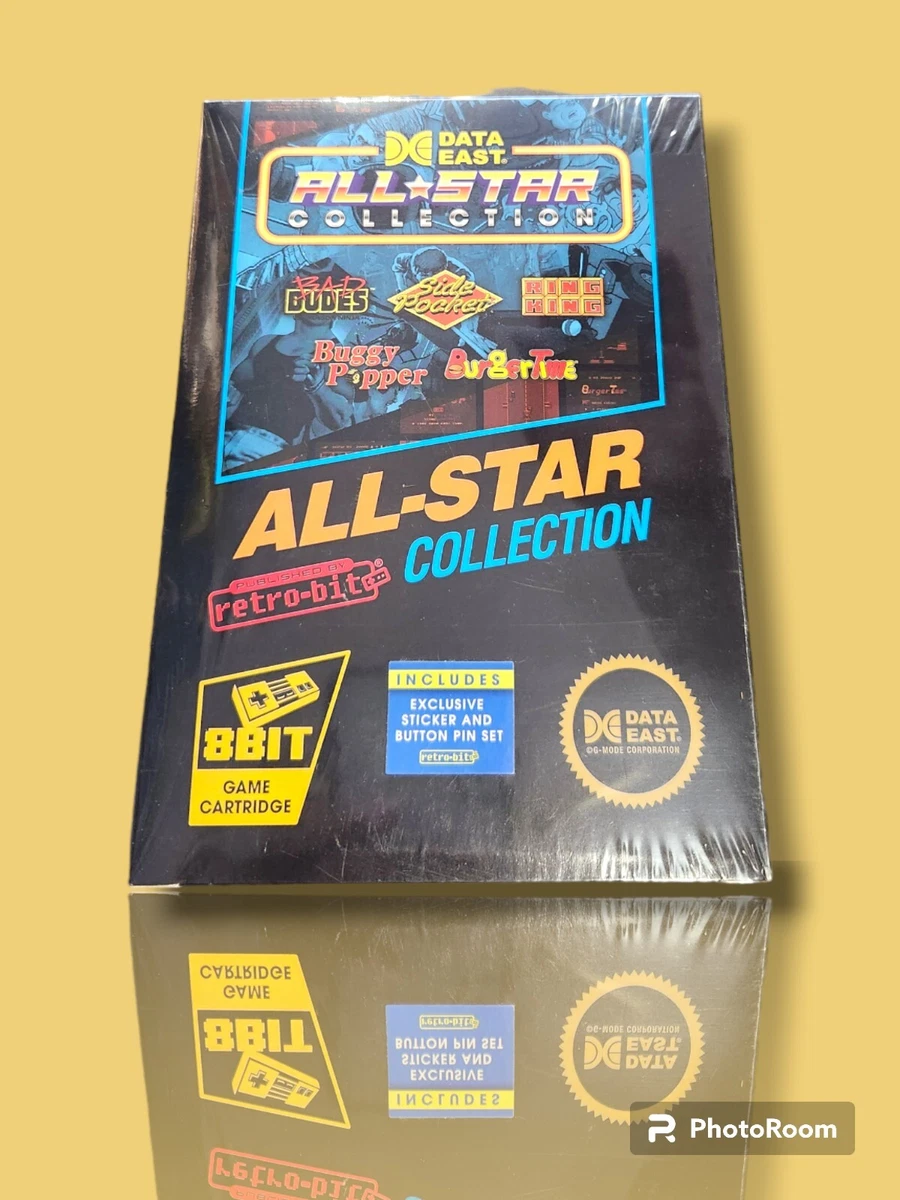 DATA
EAST®
ALL★STAR
COLLECTION
BAD
DUDES™
Side
Pocket
RING
KING
Buggy
Popper
BurgerTime
BurgerTime
ALL-STAR
COLLECTION
PUBLISHED BY
retro-bit®
8BIT
GAME
CARTRIDGE
INCLUDES
EXCLUSIVE
STICKER AND
BUTTON PIN SET
retro-bit
DATA
EAST®
©G-MODE CORPORATION
PhotoRoom